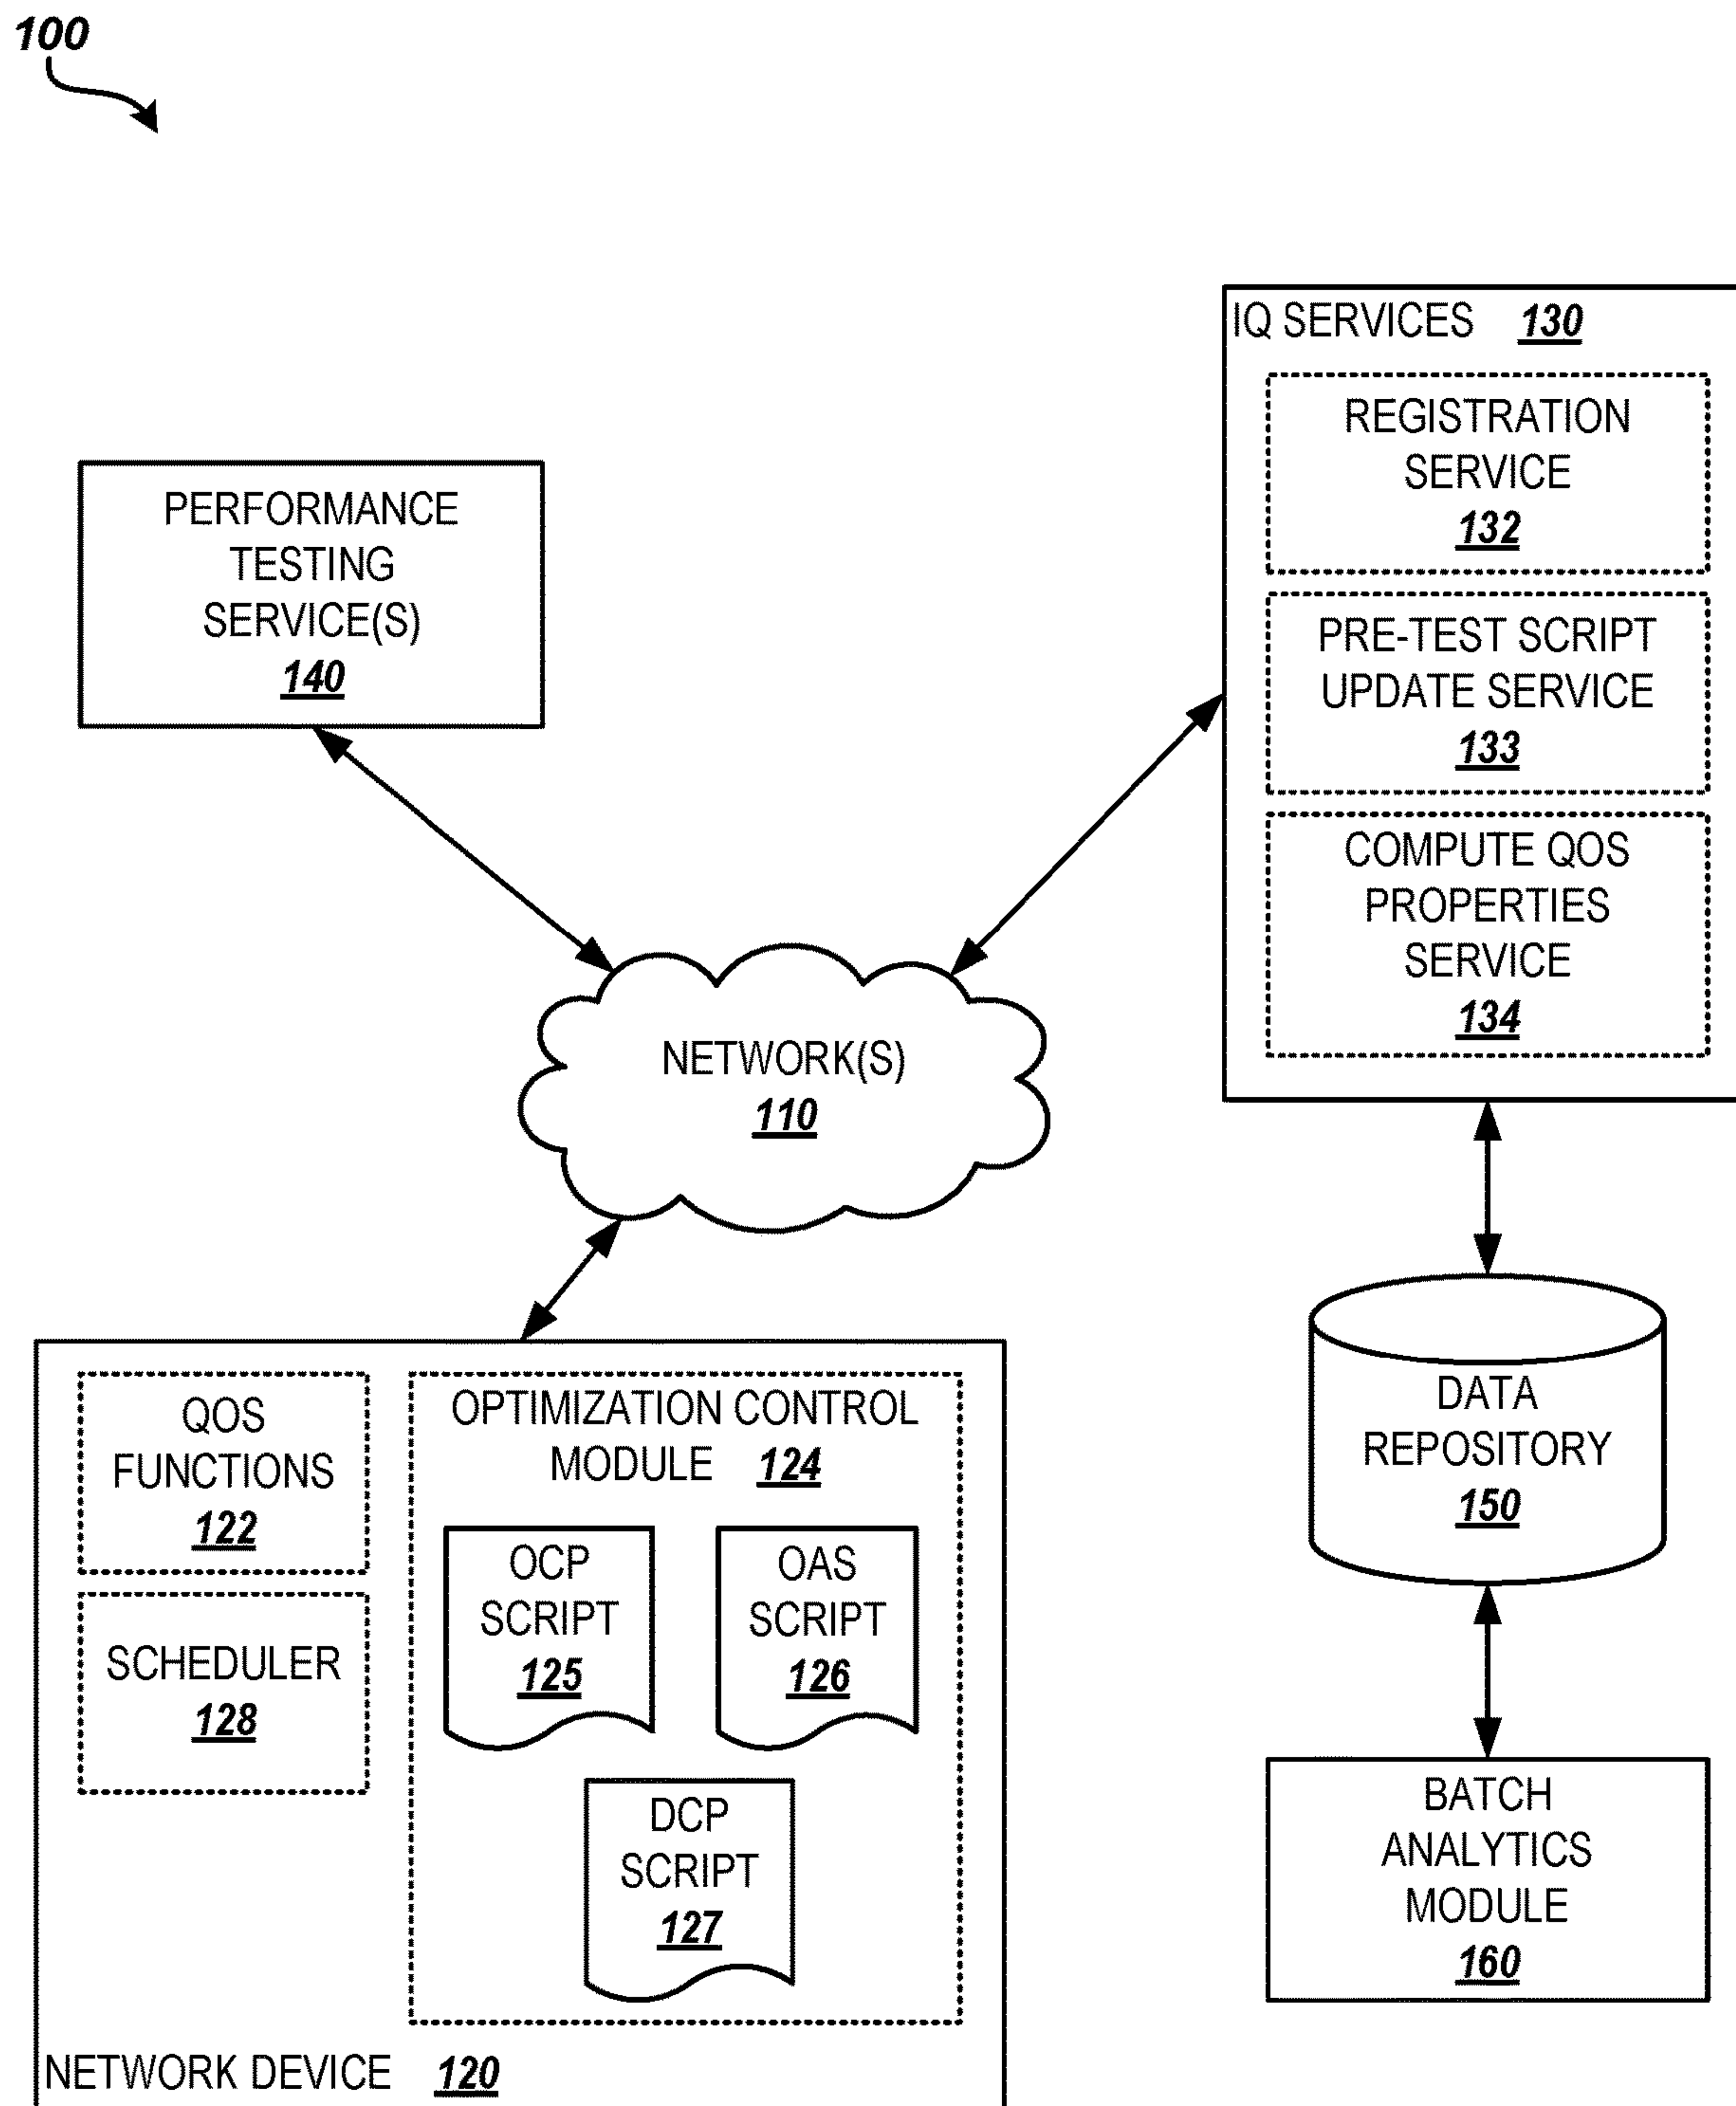 100
IQ SERVICES 130
REGISTRATION
SERVICE
132
PRE-TEST SCRIPT
UPDATE SERVICE
133
COMPUTE QOS
PROPERTIES
SERVICE
134
PERFORMANCE
TESTING
SERVICE(S)
140
NETWORK(S)
110
QOS
FUNCTIONS
122
SCHEDULER
128
OPTIMIZATION CONTROL
MODULE 124
OCP
SCRIPT
125
OAS
SCRIPT
126
DCP
SCRIPT
127
NETWORK DEVICE 120
DATA
REPOSITORY
150
BATCH
ANALYTICS
MODULE
160